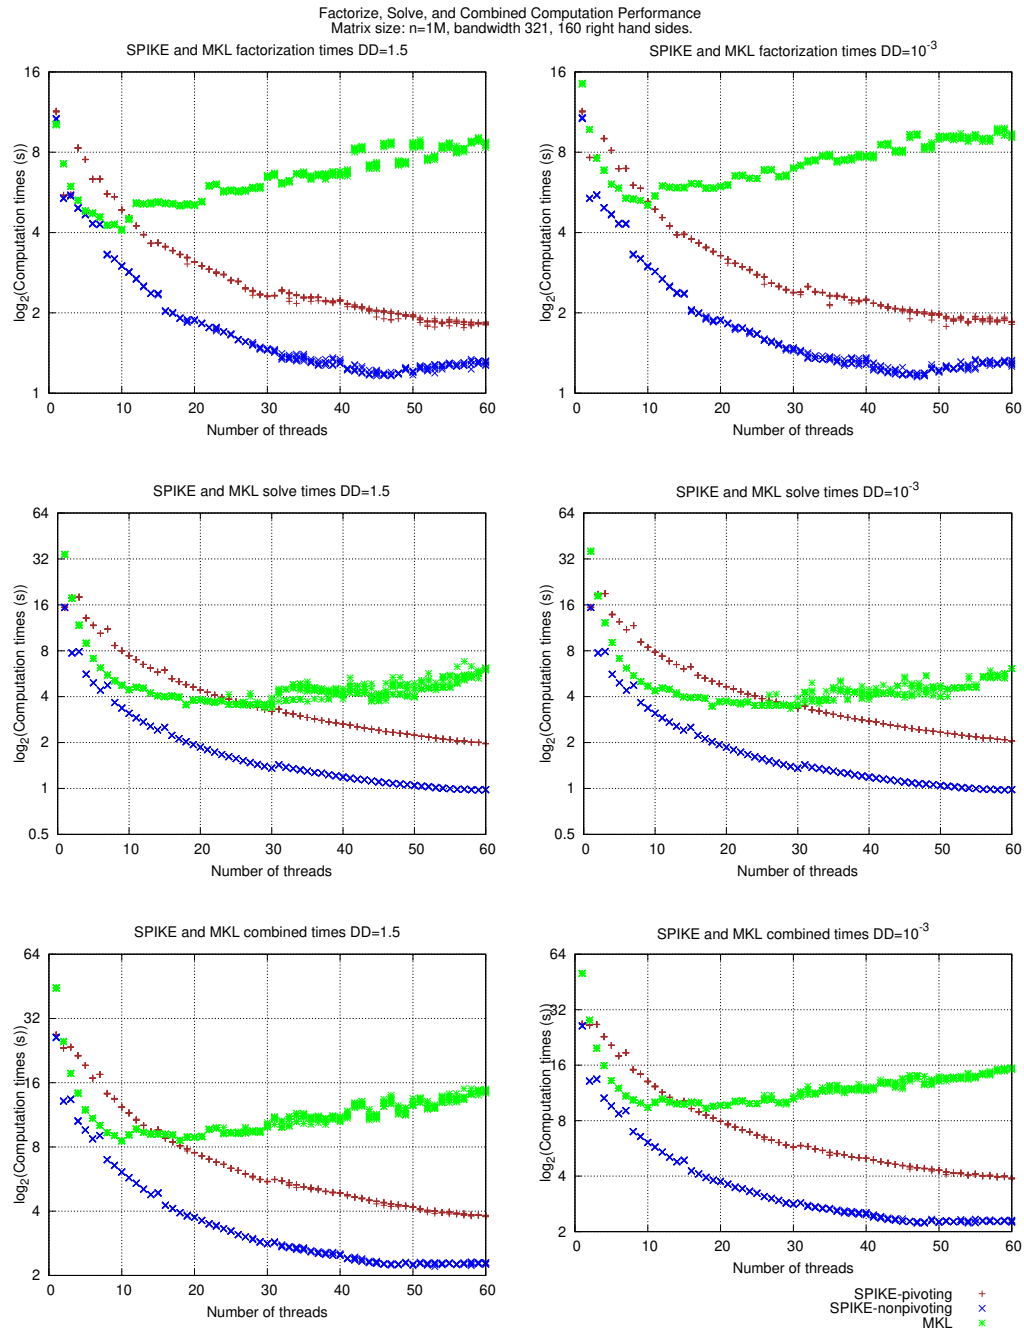 Factorize, Solve, and Combined Computation Performance
Matrix size: n=1M, bandwidth 321, 160 right hand sides.
SPIKE and MKL factorization times DD=1.5
log2(Computation times (s))
16
8
4
2
1
0 10 20 30 40 50 60
Number of threads
SPIKE and MKL factorization times DD=10-3
log2(Computation times (s))
16
8
4
2
1
0 10 20 30 40 50 60
Number of threads
SPIKE and MKL solve times DD=1.5
log2(Computation times (s))
64
32
16
8
4
2
1
0.5
0 10 20 30 40 50 60
Number of threads
SPIKE and MKL solve times DD=10-3
log2(Computation times (s))
64
32
16
8
4
2
1
0.5
0 10 20 30 40 50 60
Number of threads
SPIKE and MKL combined times DD=1.5
log2(Computation times (s))
64
32
16
8
4
2
0 10 20 30 40 50 60
Number of threads
SPIKE and MKL combined times DD=10-3
log2(Computation times (s))
64
32
16
8
4
2
0 10 20 30 40 50 60
Number of threads
SPIKE-pivoting
SPIKE-nonpivoting
MKL